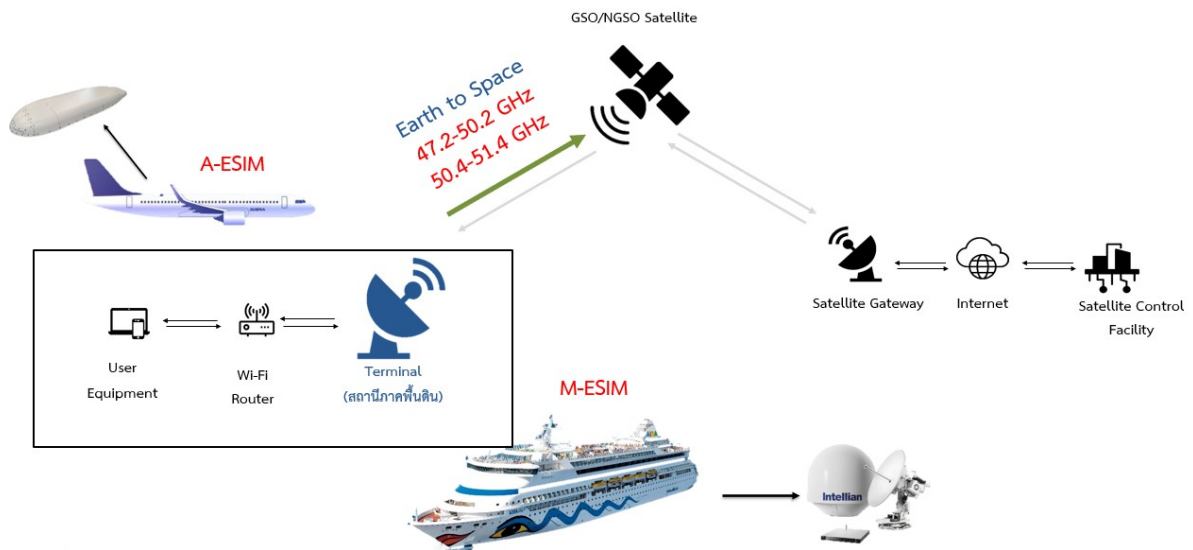 GSO/NGSO Satellite
Earth to Space
47.2-50.2 GHz
50.4-51.4 GHz
A-ESIM
Satellite Gateway
Internet
Satellite Control
Facility
User
Equipment
Wi-Fi
Router
Terminal
(สถานีภาคพื้นดิน)
M-ESIM
Intellian